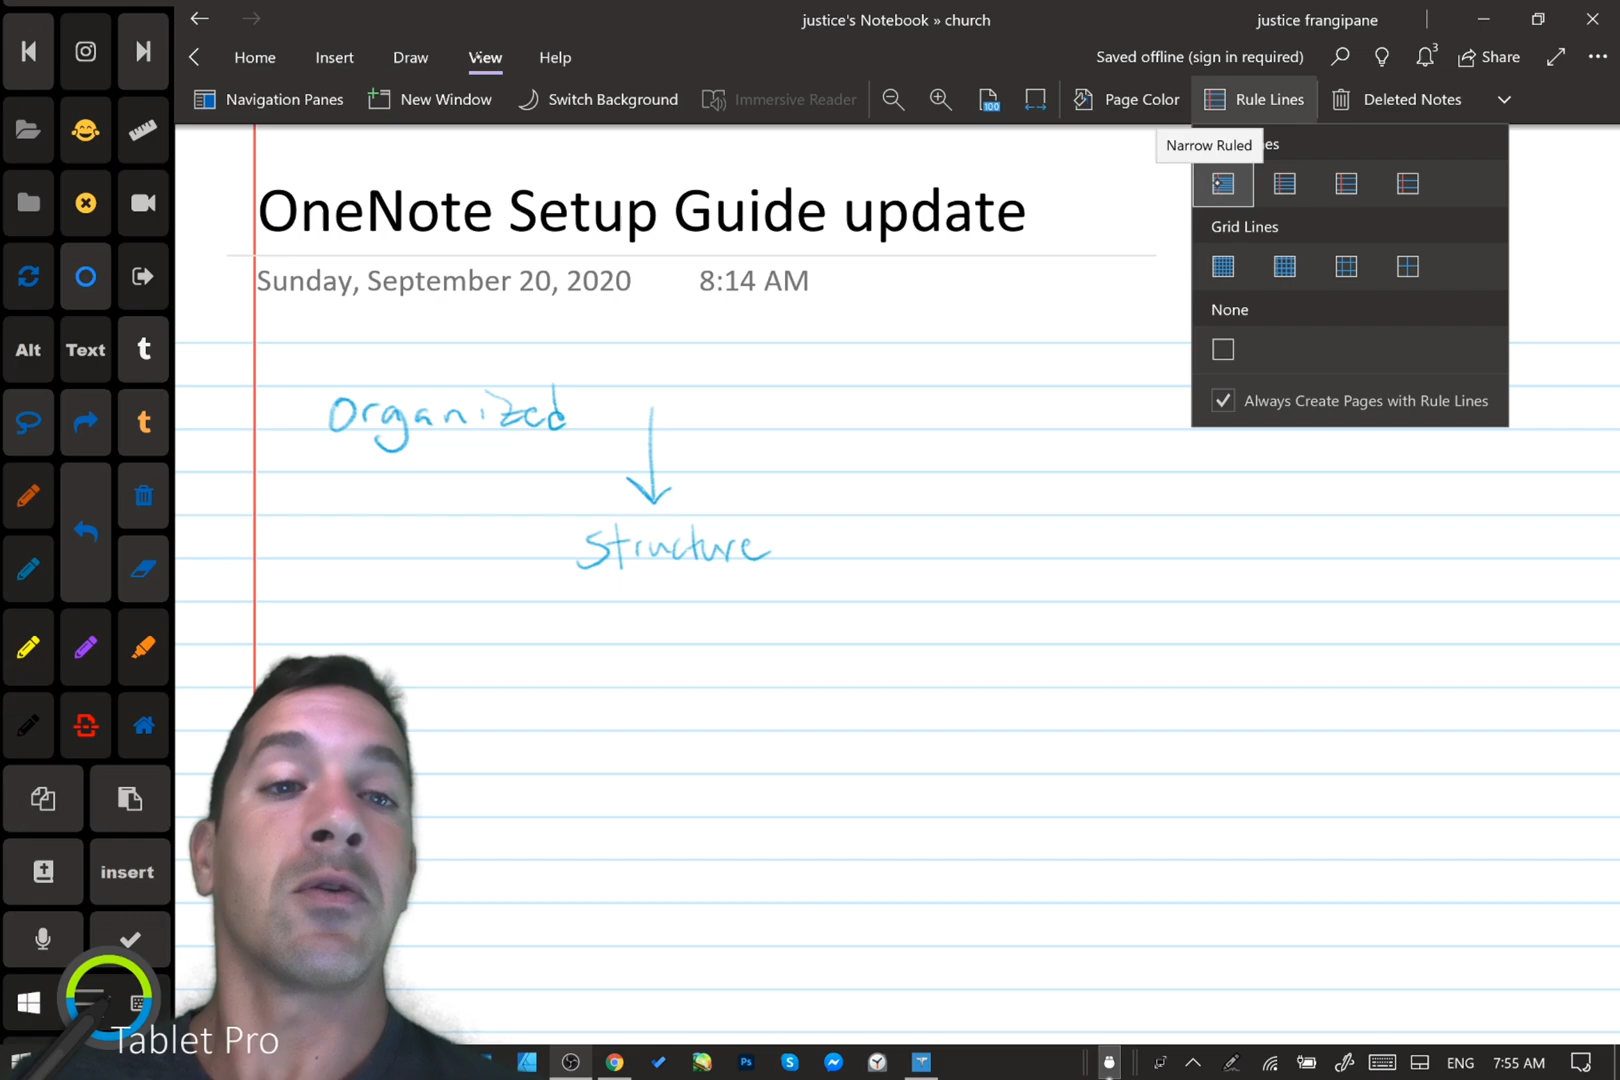 justice's Notebook » church
justice frangipane
Home Insert Draw View Help
Saved offline (sign in required)
3
Share
Navigation Panes New Window Switch Background Immersive Reader
100
Page Color Rule Lines Deleted Notes
Narrow Ruled
es
Grid Lines
None
Always Create Pages with Rule Lines
OneNote Setup Guide update
Sunday, September 20, 2020 8:14 AM
Organized
Structure
Alt Text t
t
insert
Tablet Pro
ENG 7:55 AM